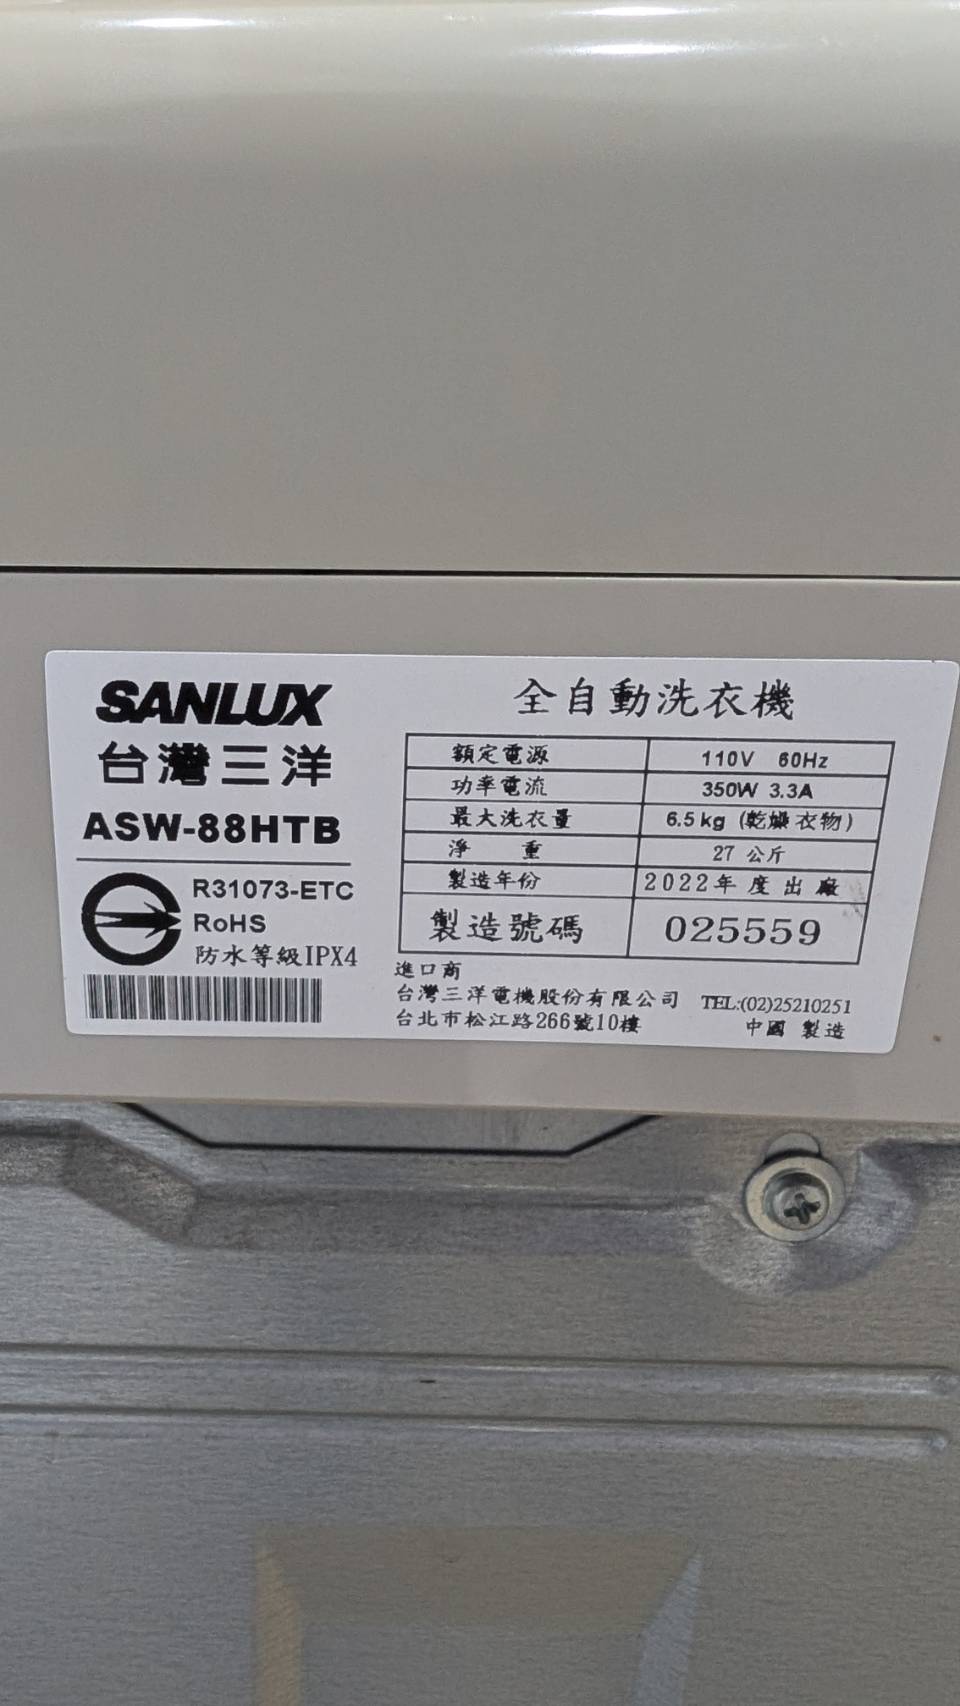 SANLUX
台灣三洋
ASW-88HTB
R31073-ETC
RoHS
防水等級IPX4
全自動洗衣機
額定電源 110V 60Hz
功率電流 350W 3.3A
最大洗衣量 6.5kg (乾燥衣物)
淨 重 27 公斤
製造年份 2022年度出廠
製造號碼 025559
進口商
台灣三洋電機股份有限公司 TEL:(02)25210251
台北市松江路266號10樓 中國 製造